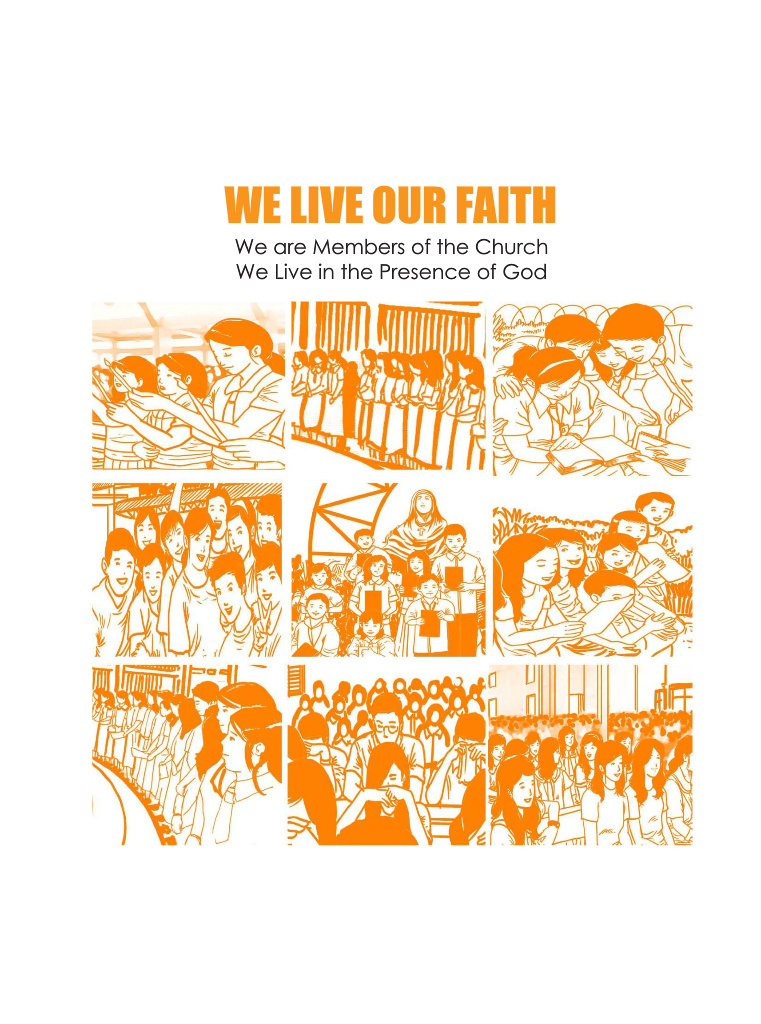 WE LIVE OUR FAITH
We are Members of the Church
We Live in the Presence of God